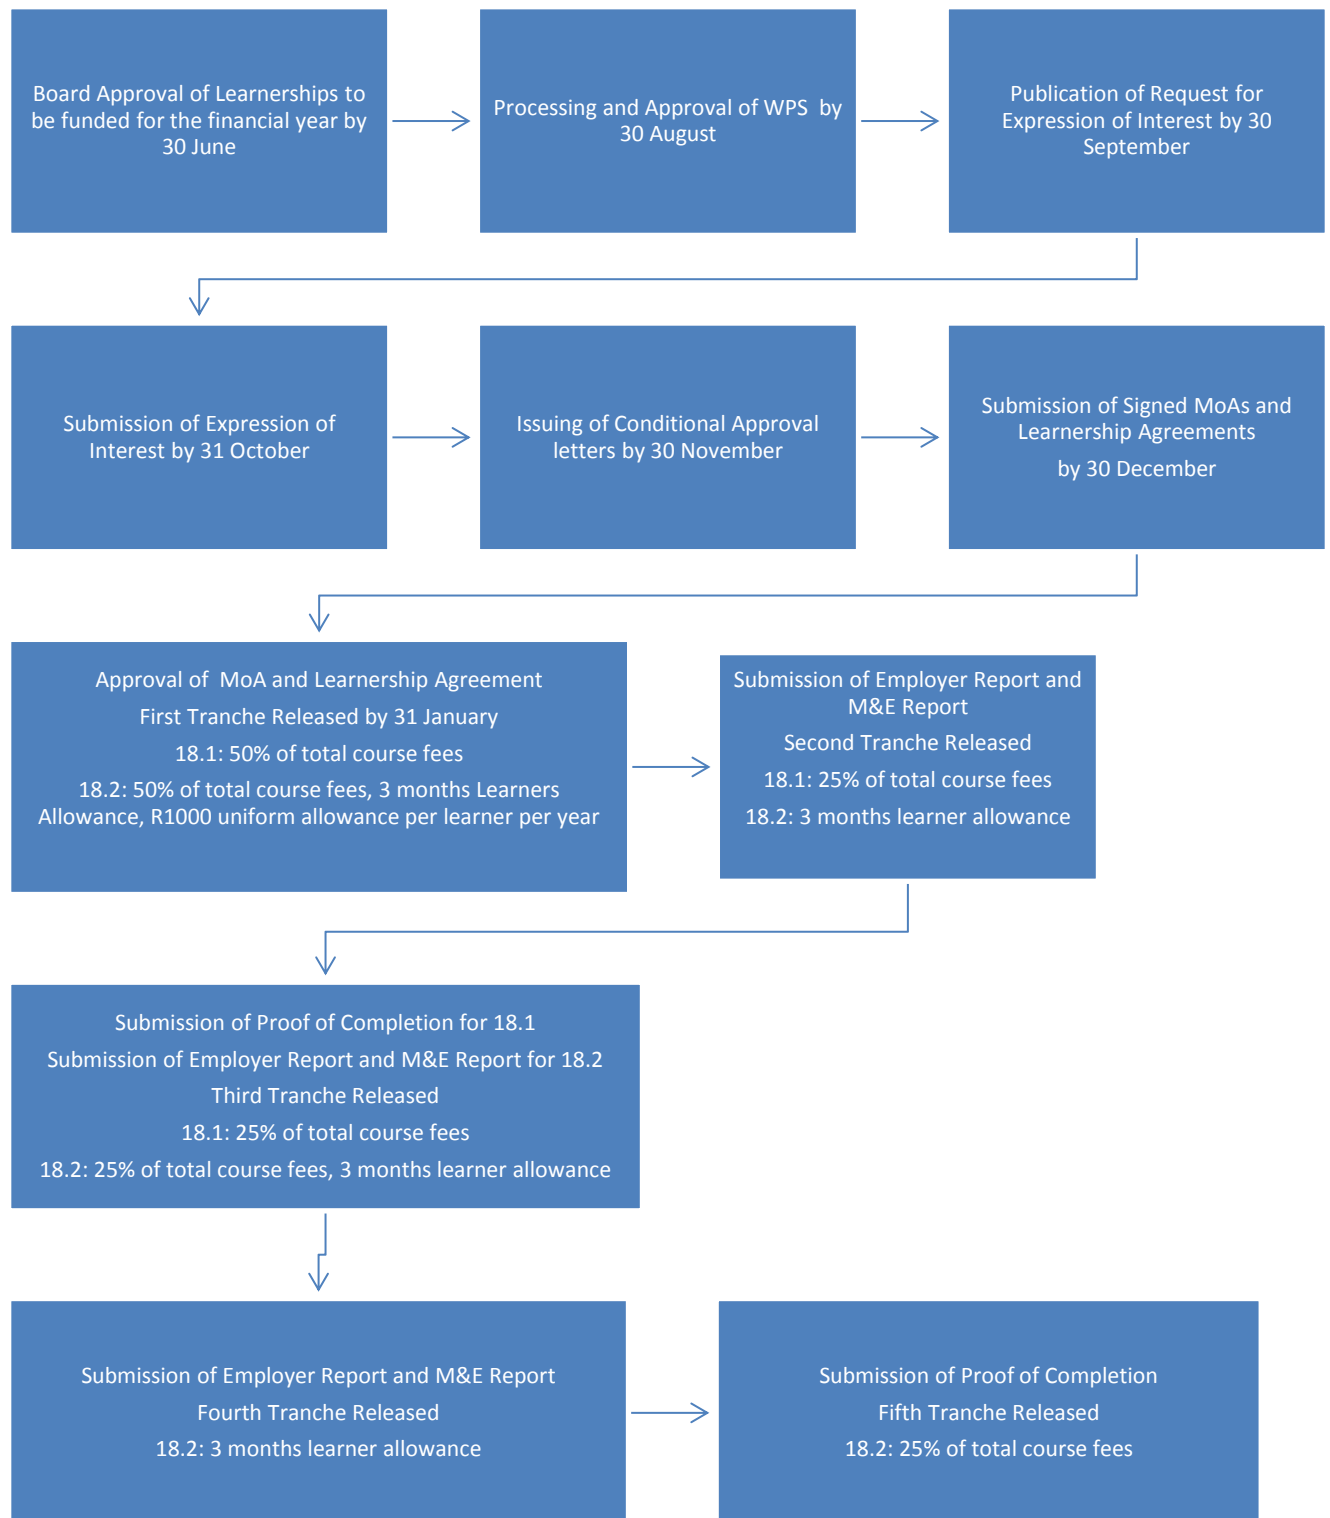 Board Approval of Learnerships to
be funded for the financial year by
30 June
Processing and Approval of WPS by
30 August
Publication of Request for
Expression of Interest by 30
September
Submission of Expression of
Interest by 31 October
Issuing of Conditional Approval
letters by 30 November
Submission of Signed MoAs and
Learnership Agreements
by 30 December
Approval of MoA and Learnership Agreement
First Tranche Released by 31 January
18.1: 50% of total course fees
18.2: 50% of total course fees, 3 months Learners
Allowance, R1000 uniform allowance per learner per year
Submission of Employer Report and
M&E Report
Second Tranche Released
18.1: 25% of total course fees
18.2: 3 months learner allowance
Submission of Proof of Completion for 18.1
Submission of Employer Report and M&E Report for 18.2
Third Tranche Released
18.1: 25% of total course fees
18.2: 25% of total course fees, 3 months learner allowance
Submission of Employer Report and M&E Report
Fourth Tranche Released
18.2: 3 months learner allowance
Submission of Proof of Completion
Fifth Tranche Released
18.2: 25% of total course fees